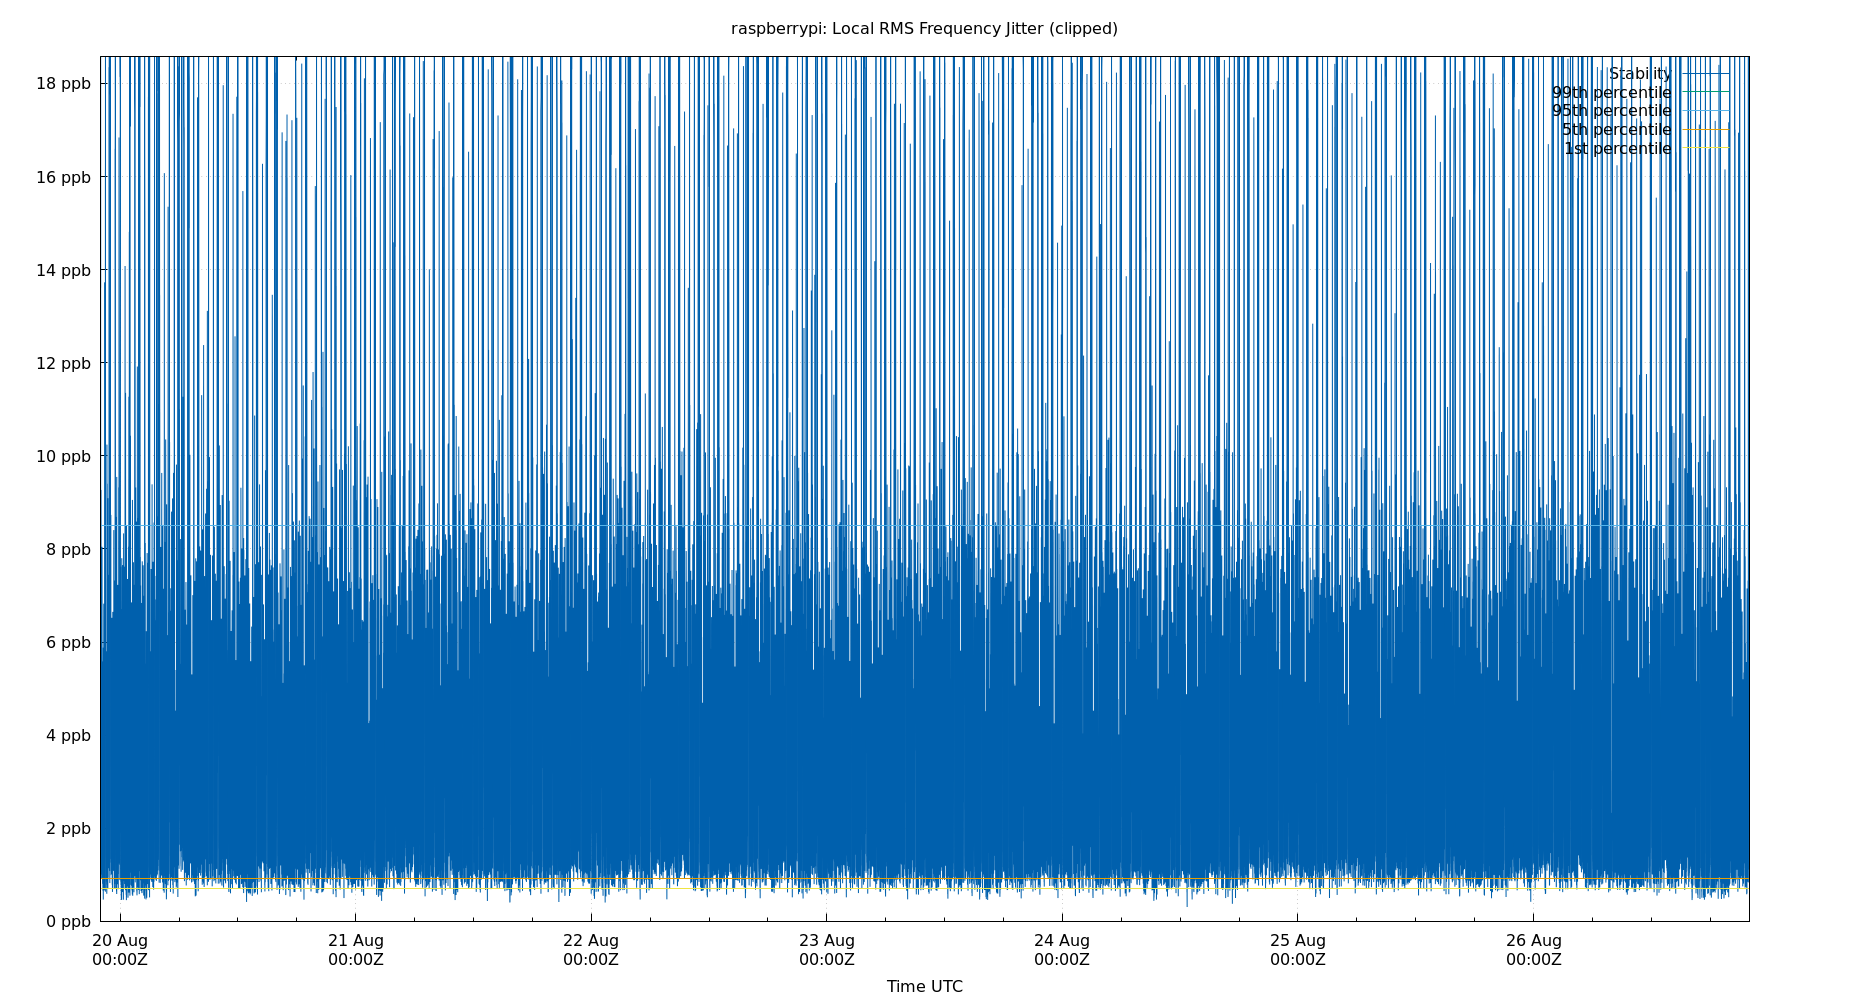 raspberrypi: Local RMS Frequency Jitter (clipped)
18 ppb
16 ppb
14 ppb
12 ppb
10 ppb
8 ppb
6 ppb
4 ppb
2 ppb
0 ppb
Stability
99th percentile
95th percentile
5th percentile
1st percentile
20 Aug
00:00Z
21 Aug
00:00Z
22 Aug
00:00Z
23 Aug
00:00Z
24 Aug
00:00Z
25 Aug
00:00Z
26 Aug
00:00Z
Time UTC